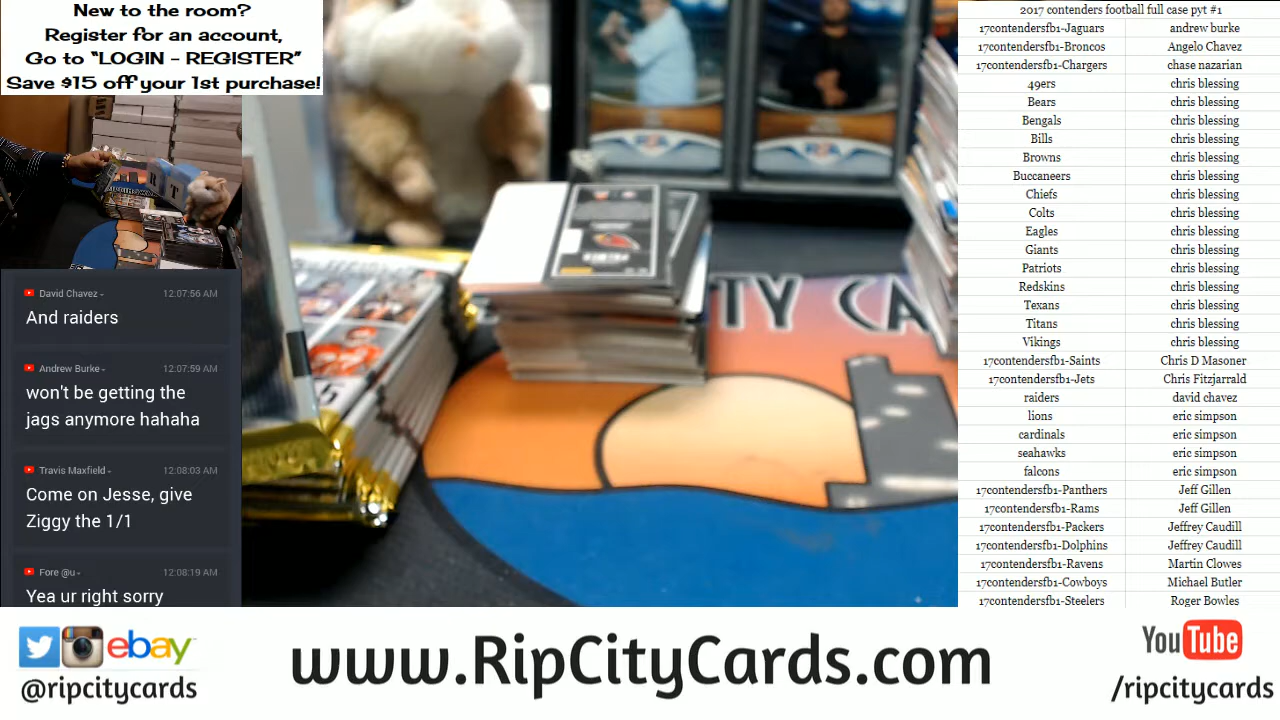 New to the room?
Register for an account,
Go to "LOGIN - REGISTER"
Save $15 off your 1st purchase!
David Chavez - 12:07:56 AM
And raiders
Andrew Burke - 12:07:59 AM
won't be getting the
jags anymore hahaha
Travis Maxfield - 12:08:03 AM
Come on Jesse, give
Ziggy the 1/1
Fore @u - 12:08:19 AM
Yea ur right sorry
TY CA
2017 contenders football full case pyt #1
17contendersfb1-Jaguars andrew burke
17contendersfb1-Broncos Angelo Chavez
17contendersfb1-Chargers chase nazarian
49ers chris blessing
Bears chris blessing
Bengals chris blessing
Bills chris blessing
Browns chris blessing
Buccaneers chris blessing
Chiefs chris blessing
Colts chris blessing
Eagles chris blessing
Giants chris blessing
Patriots chris blessing
Redskins chris blessing
Texans chris blessing
Titans chris blessing
Vikings chris blessing
17contendersfb1-Saints Chris D Masoner
17contendersfb1-Jets Chris Fitzjarrald
raiders david chavez
lions eric simpson
cardinals eric simpson
seahawks eric simpson
falcons eric simpson
17contendersfb1-Panthers Jeff Gillen
17contendersfb1-Rams Jeff Gillen
17contendersfb1-Packers Jeffrey Caudill
17contendersfb1-Dolphins Jeffrey Caudill
17contendersfb1-Ravens Martin Clowes
17contendersfb1-Cowboys Michael Butler
17contendersfb1-Steelers Roger Bowles
ebay
@ripcitycards
www.RipCityCards.com
YouTube
/ripcitycards